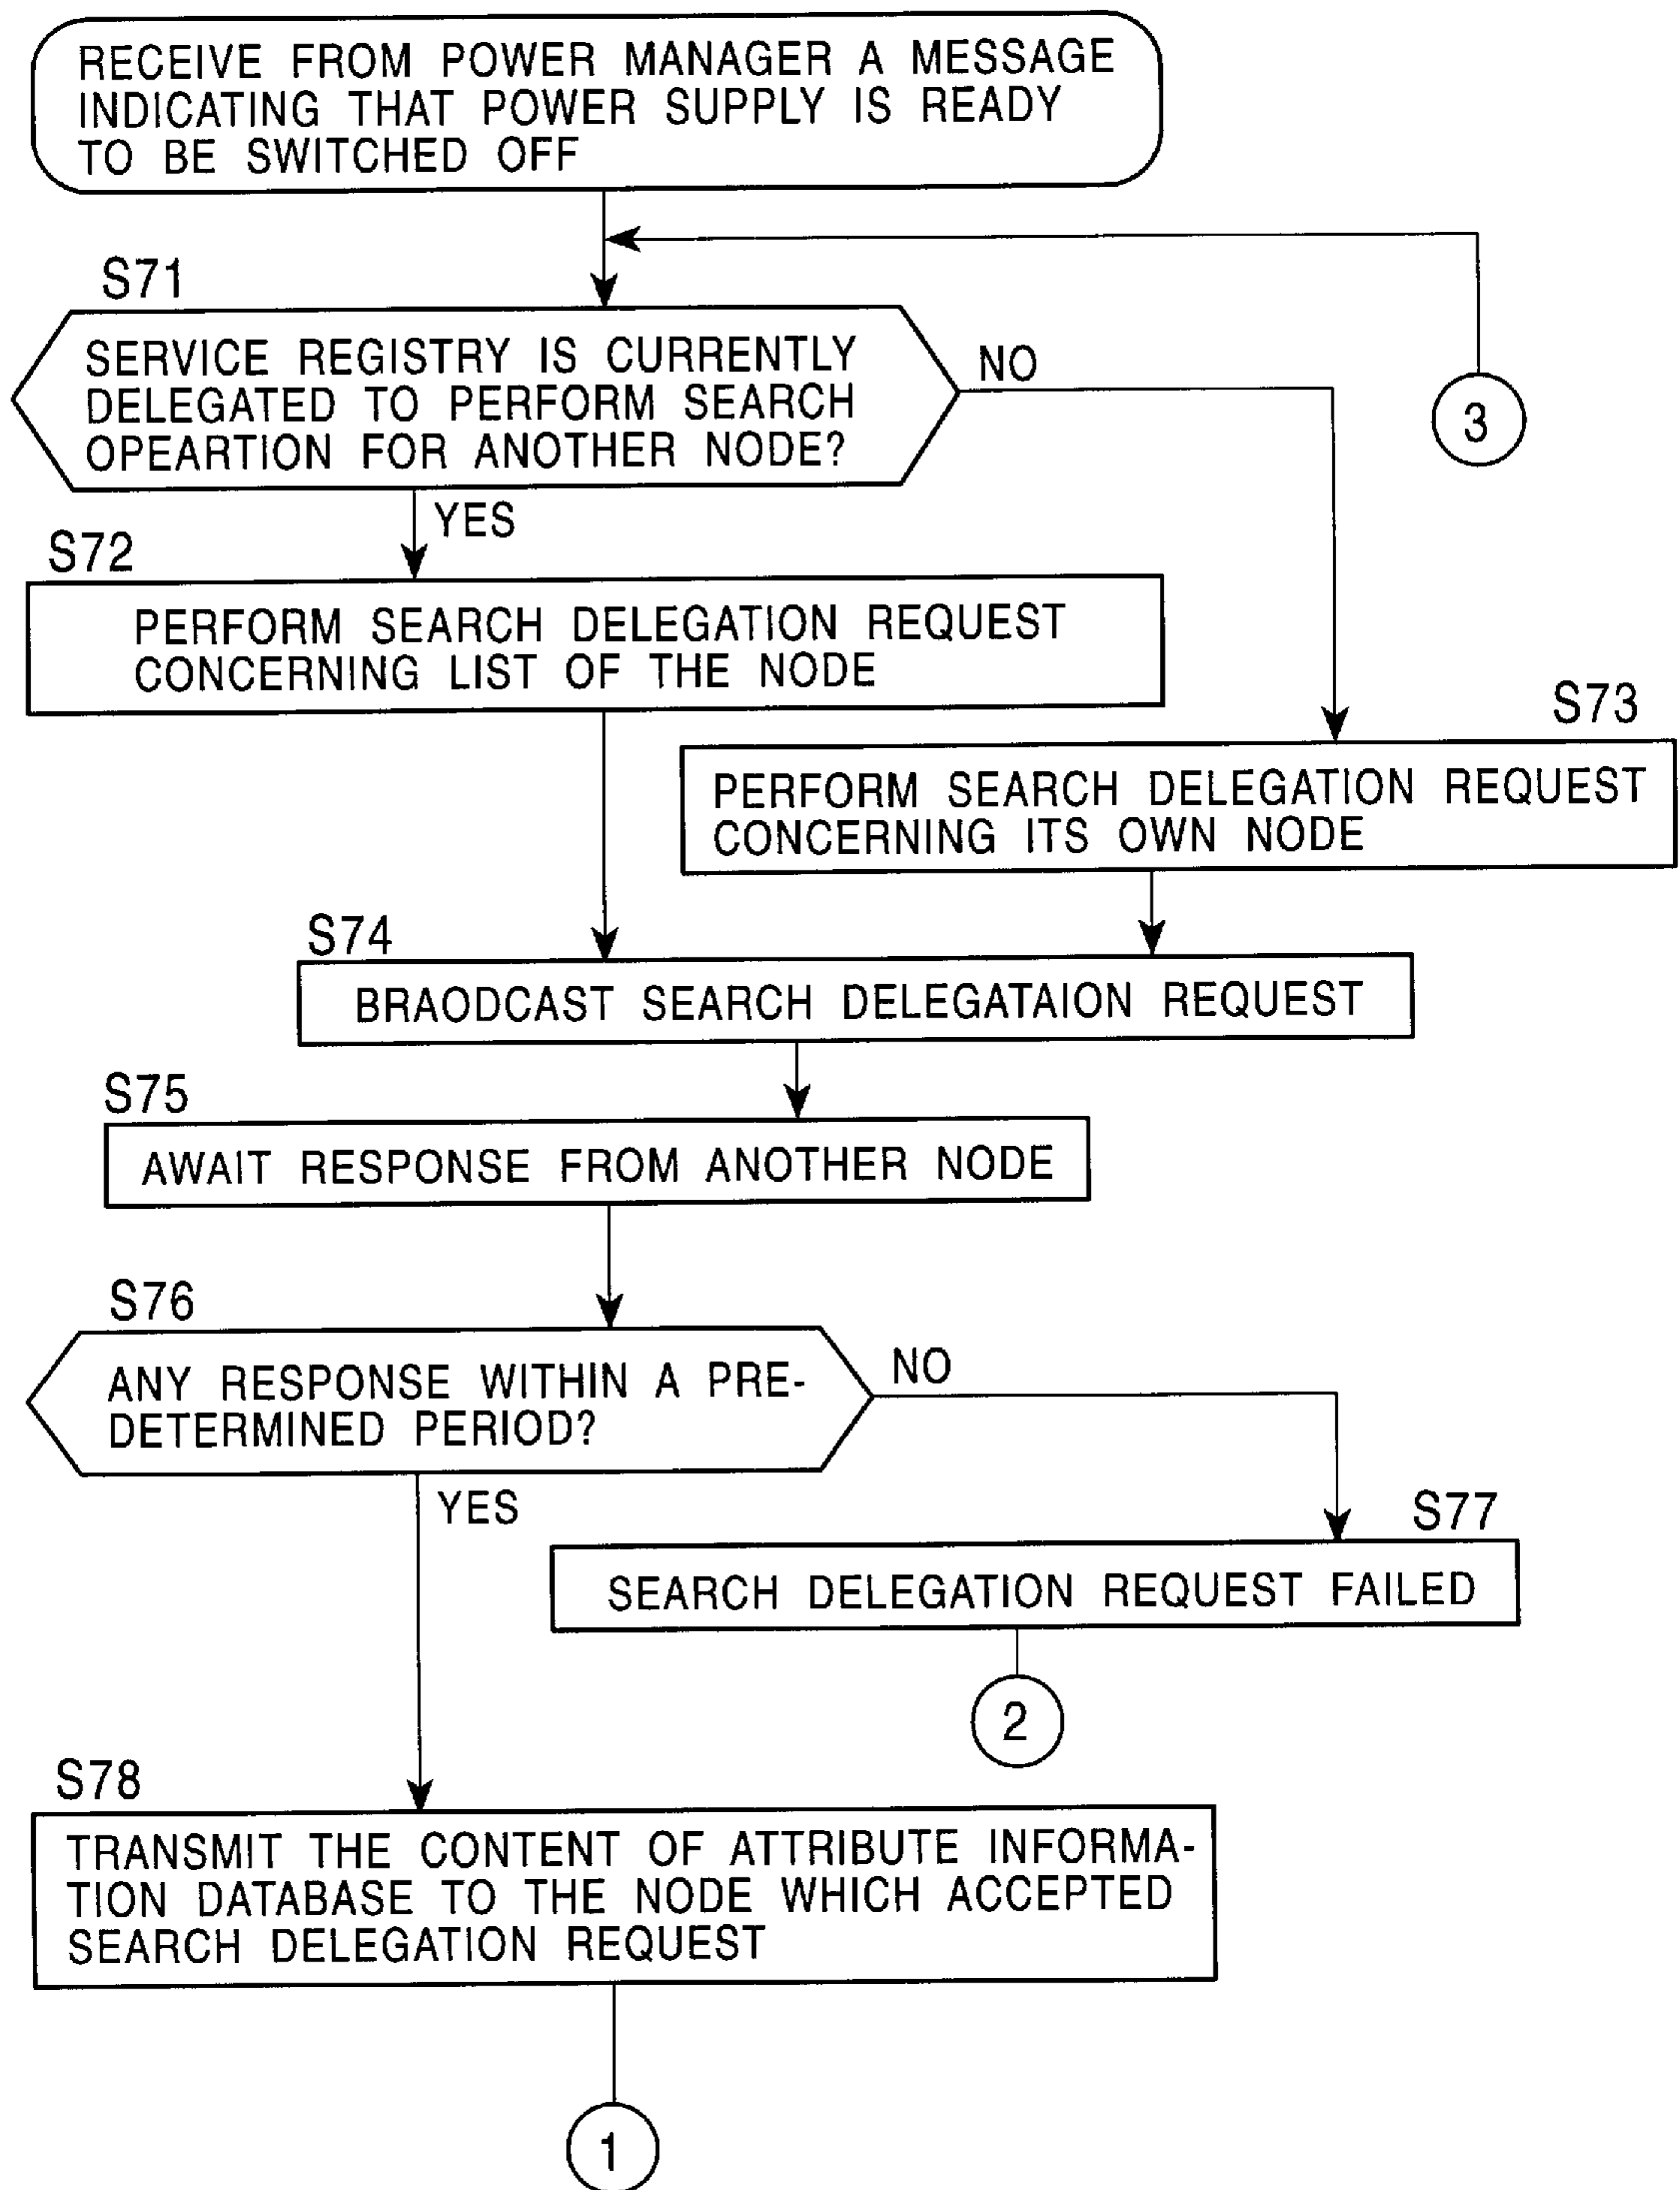 RECEIVE FROM POWER MANAGER A MESSAGE
INDICATING THAT POWER SUPPLY IS READY
TO BE SWITCHED OFF
S71
SERVICE REGISTRY IS CURRENTLY
DELEGATED TO PERFORM SEARCH
OPEARTION FOR ANOTHER NODE?
NO
3
YES
S72
PERFORM SEARCH DELEGATION REQUEST
CONCERNING LIST OF THE NODE
S73
PERFORM SEARCH DELEGATION REQUEST
CONCERNING ITS OWN NODE
S74
BRAODCAST SEARCH DELEGATAION REQUEST
S75
AWAIT RESPONSE FROM ANOTHER NODE
S76
ANY RESPONSE WITHIN A PRE-
DETERMINED PERIOD?
NO
YES
S77
SEARCH DELEGATION REQUEST FAILED
2
S78
TRANSMIT THE CONTENT OF ATTRIBUTE INFORMA-
TION DATABASE TO THE NODE WHICH ACCEPTED
SEARCH DELEGATION REQUEST
1